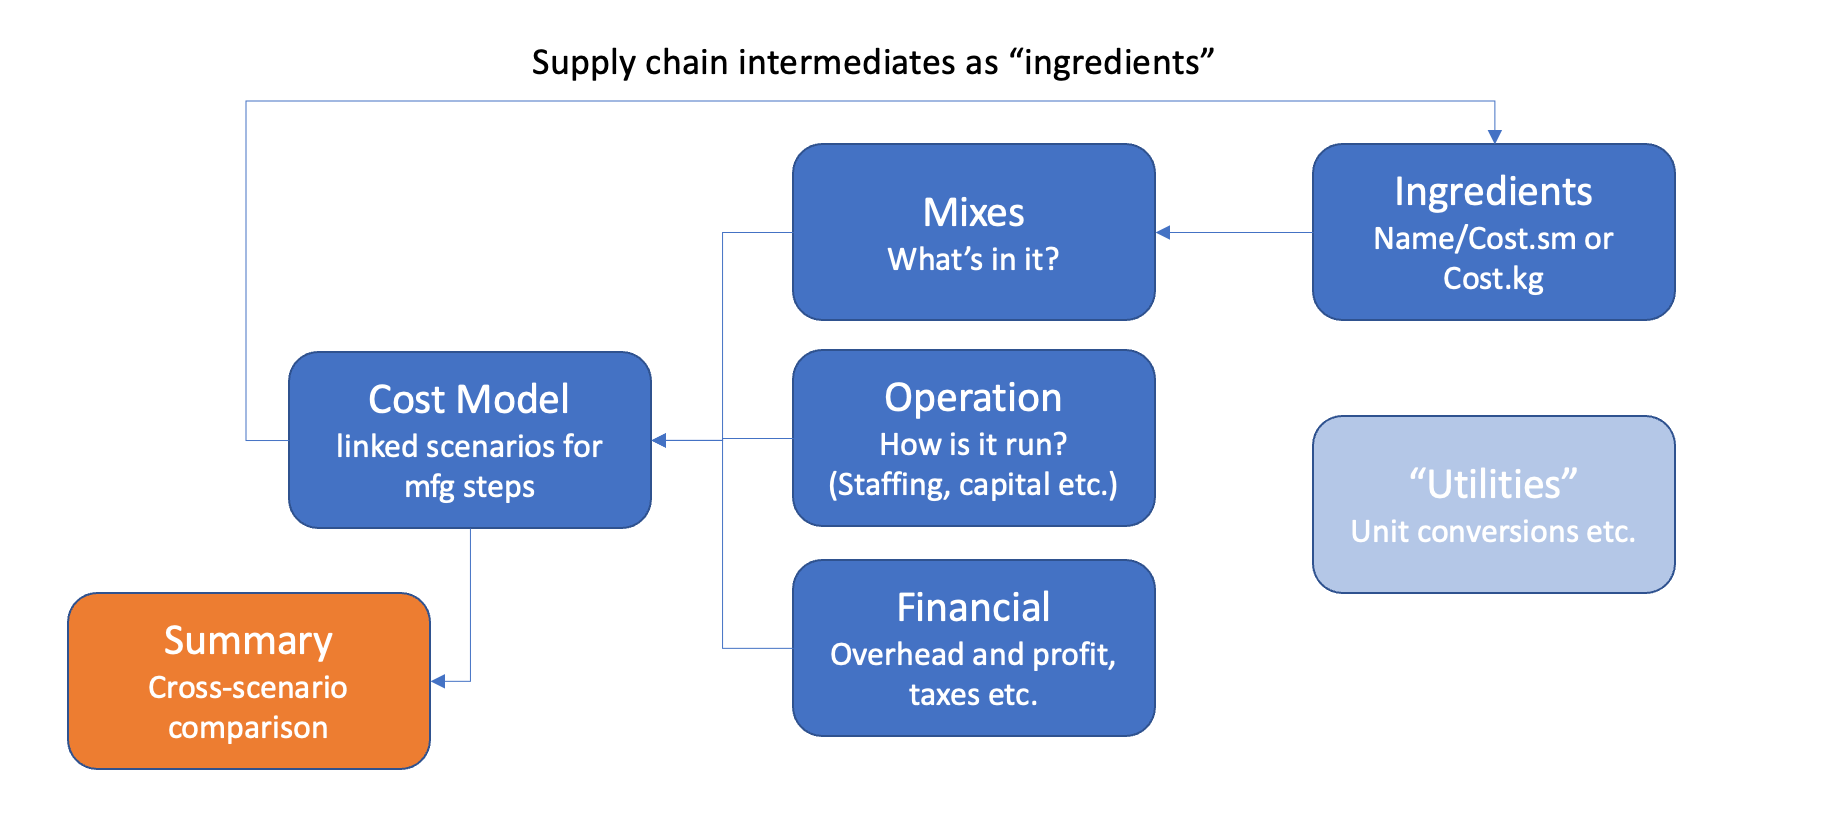 Supply chain intermediates as “ingredients”
Mixes
What’s in it?
Ingredients
Name/Cost.sm or
Cost.kg
Cost Model
linked scenarios for
mfg steps
Operation
How is it run?
(Staffing, capital etc.)
“Utilities”
Unit conversions etc.
Financial
Overhead and profit,
taxes etc.
Summary
Cross-scenario
comparison